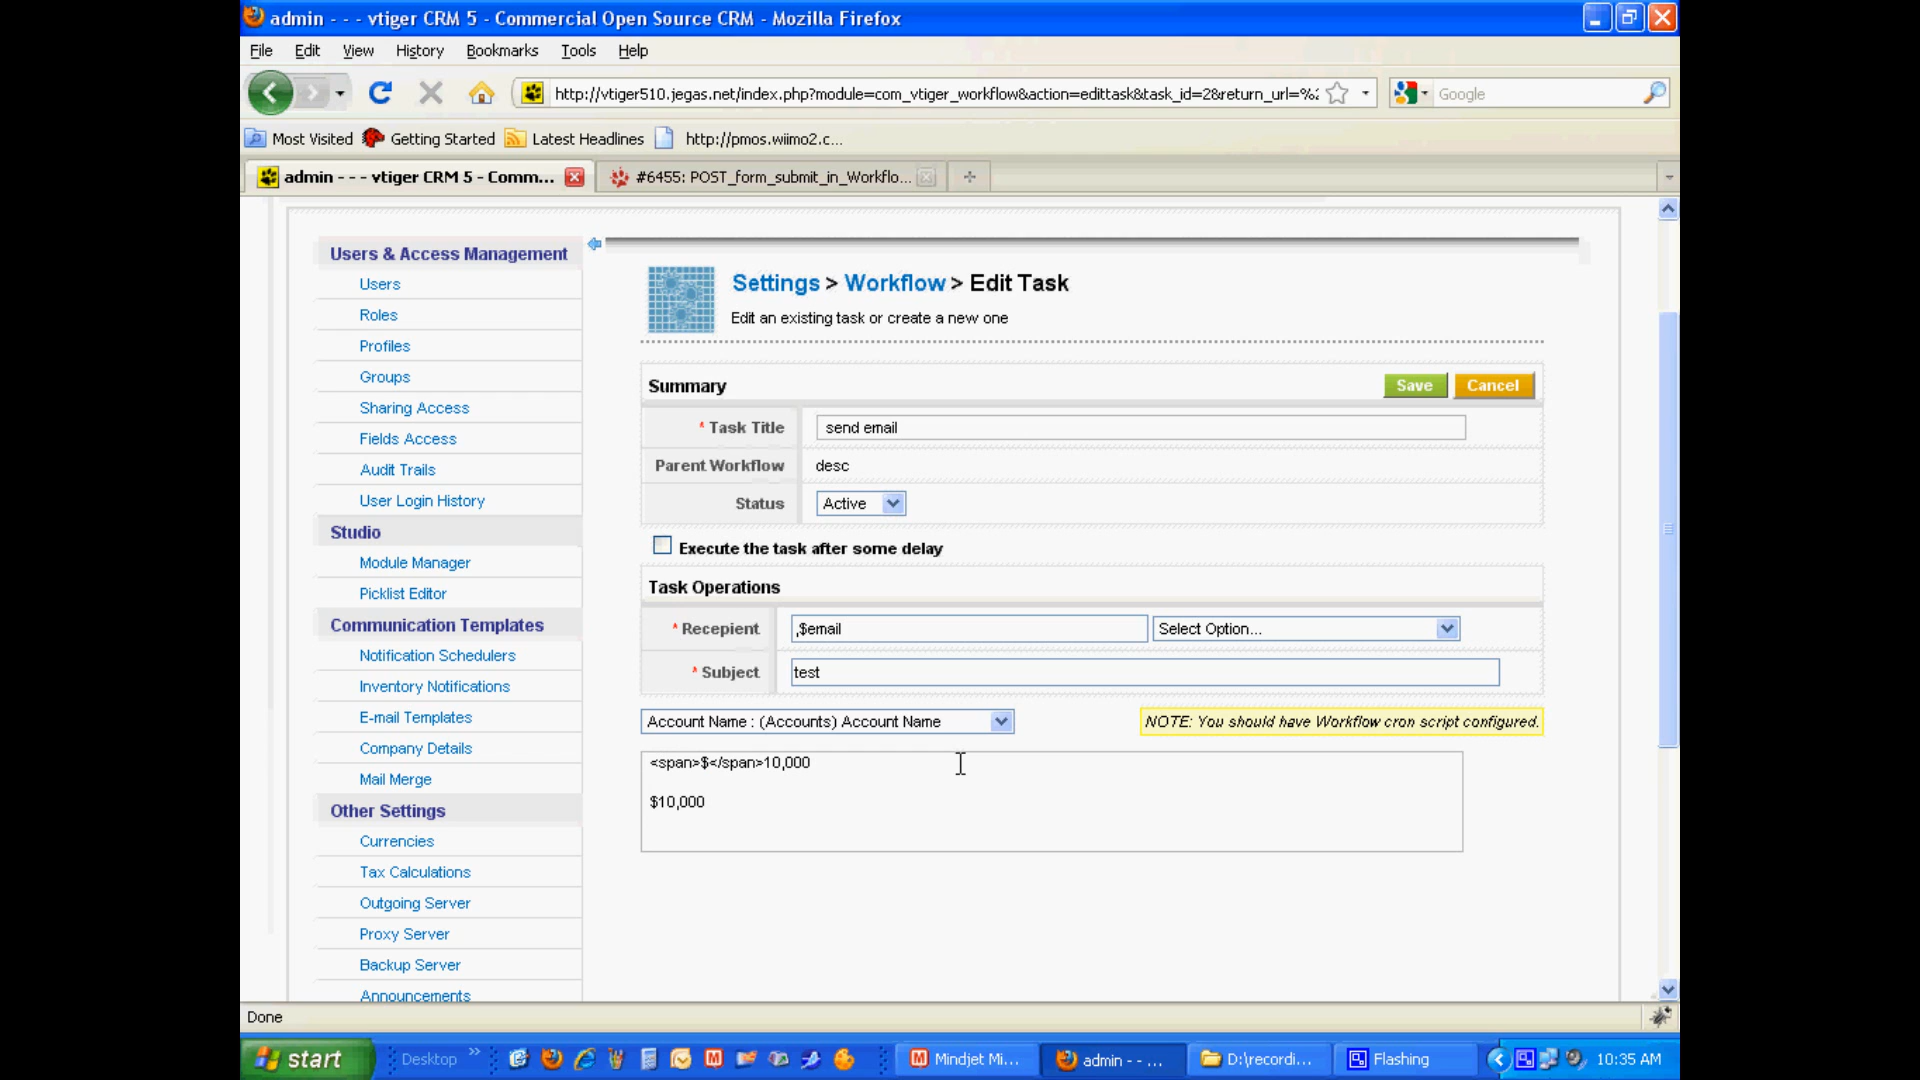 admin - - - vtiger CRM 5 - Commercial Open Source CRM - Mozilla Firefox
File Edit View History Bookmarks Tools Help
http://vtiger510.jegas.net/index.php?module=com_vtiger_workflow&action=edittask&task_id=2&return_url=%2
Google
Most Visited Getting Started Latest Headlines http://pmos.wiimo2.c...
admin - - - vtiger CRM 5 - Comm... #6455: POST_form_submit_in_Workflo...
Users & Access Management
Users
Roles
Profiles
Groups
Sharing Access
Fields Access
Audit Trails
User Login History
Studio
Module Manager
Picklist Editor
Communication Templates
Notification Schedulers
Inventory Notifications
E-mail Templates
Company Details
Mail Merge
Other Settings
Currencies
Tax Calculations
Outgoing Server
Proxy Server
Backup Server
Announcements
Settings > Workflow > Edit Task
Edit an existing task or create a new one
Summary Save Cancel
* Task Title send email
Parent Workflow desc
Status Active
Execute the task after some delay
Task Operations
* Recepient ,$email Select Option...
* Subject test
Account Name : (Accounts) Account Name NOTE: You should have Workflow cron script configured.
<span>$</span>10,000
$10,000
Done
start Desktop » Mindjet Mi... admin - - ... D:\recordi... Flashing 10:35 AM